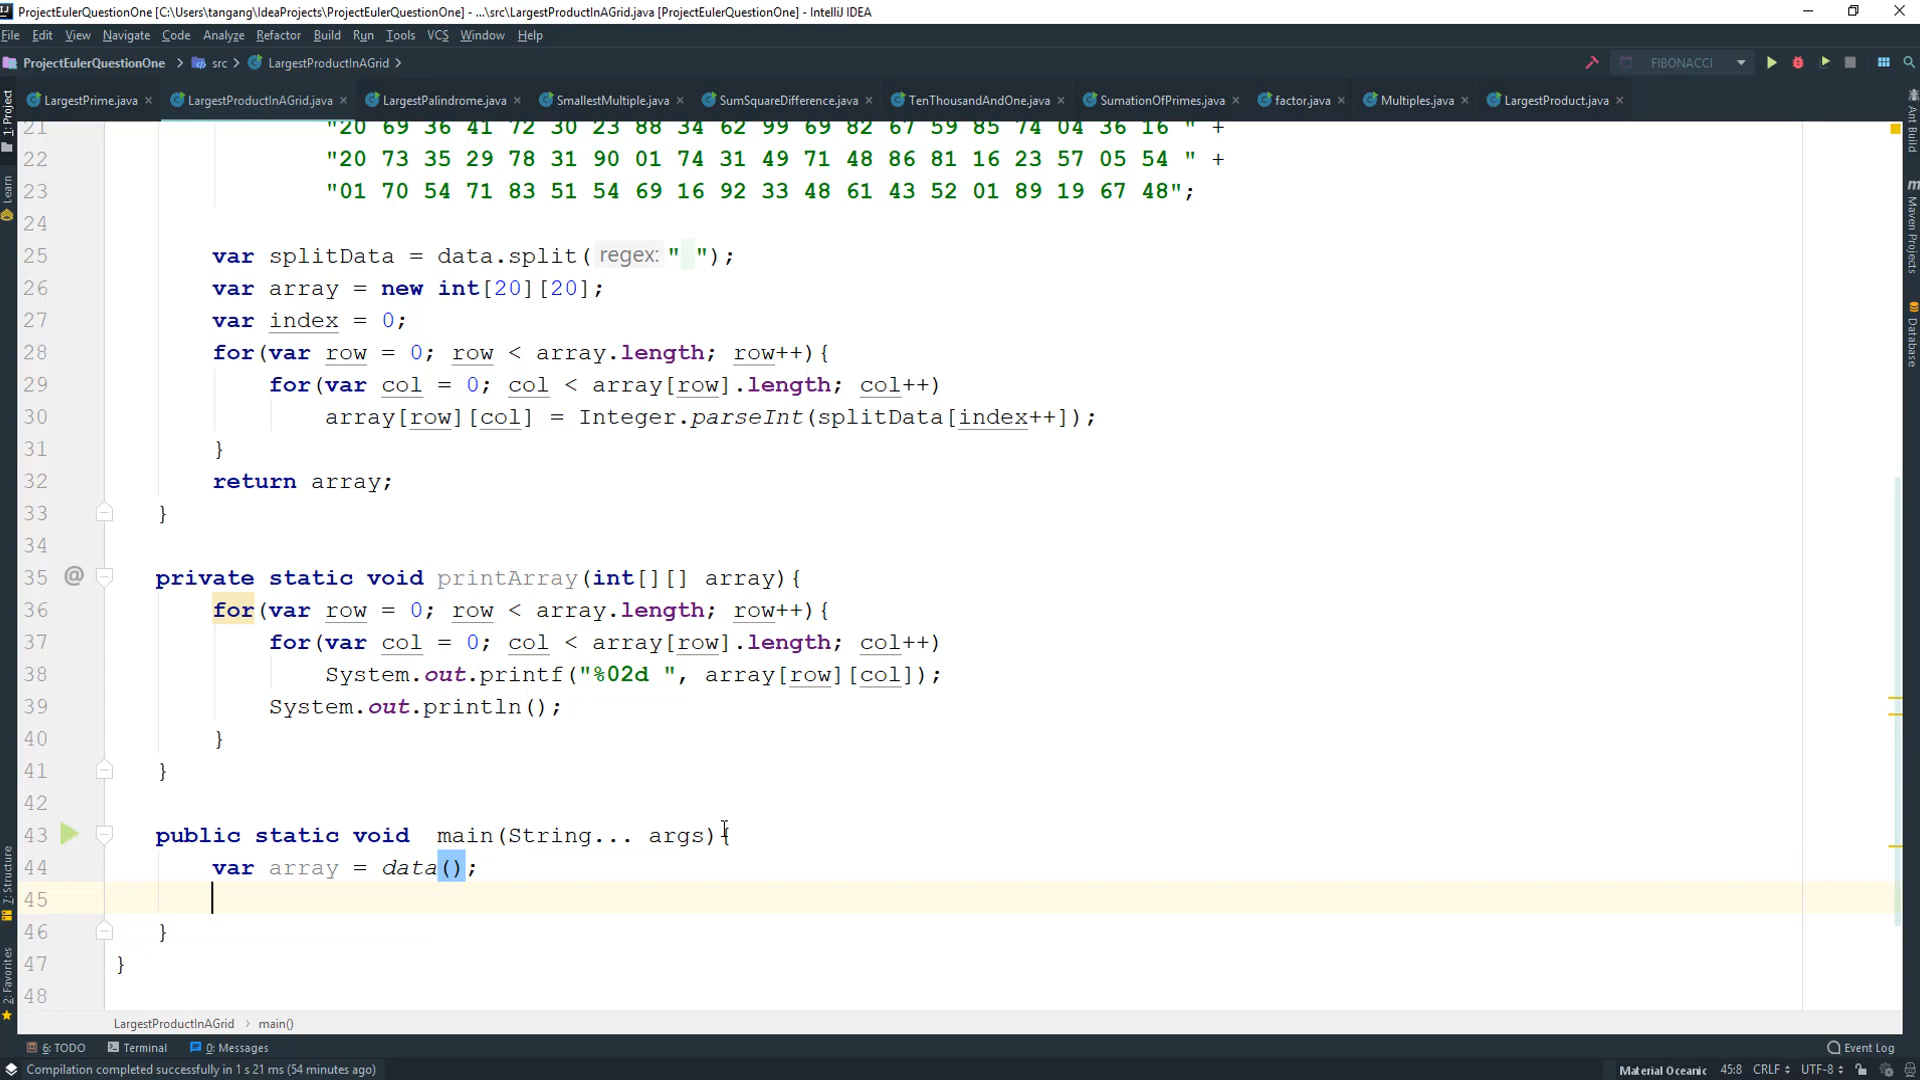 ProjectEulerQuestionOne [C:\Users\tangang\IdeaProjects\ProjectEulerQuestionOne] - ...\src\LargestProductInAGrid.java [ProjectEulerQuestionOne] - IntelliJ IDEA
File Edit View Navigate Code Analyze Refactor Build Run Tools VCS Window Help
ProjectEulerQuestionOne src LargestProductInAGrid FIBONACCI
LargestPrime.java LargestProductInAGrid.java LargestPalindrome.java SmallestMultiple.java SumSquareDifference.java TenThousandAndOne.java SumationOfPrimes.java factor.java Multiples.java LargestProduct.java
1: Project
Learn
7: Structure
2: Favorites
Ant Build
Maven Projects
Database
21 "20 69 36 41 72 30 23 88 34 62 99 69 82 67 59 85 74 04 36 16 " +
22 "20 73 35 29 78 31 90 01 74 31 49 71 48 86 81 16 23 57 05 54 " +
23 "01 70 54 71 83 51 54 69 16 92 33 48 61 43 52 01 89 19 67 48";
24
25 var splitData = data.split( regex: " ");
26 var array = new int[20][20];
27 var index = 0;
28 for(var row = 0; row < array.length; row++){
29 for(var col = 0; col < array[row].length; col++)
30 array[row][col] = Integer.parseInt(splitData[index++]);
31 }
32 return array;
33 }
34
35 @ private static void printArray(int[][] array){
36 for(var row = 0; row < array.length; row++){
37 for(var col = 0; col < array[row].length; col++)
38 System.out.printf("%02d ", array[row][col]);
39 System.out.println();
40 }
41 }
42
43 public static void  main(String... args){
44 var array = data();
45
46 }
47 }
48
LargestProductInAGrid main()
6: TODO Terminal 0: Messages Event Log
Compilation completed successfully in 1 s 21 ms (54 minutes ago) Material Oceanic 45:8 CRLF UTF-8